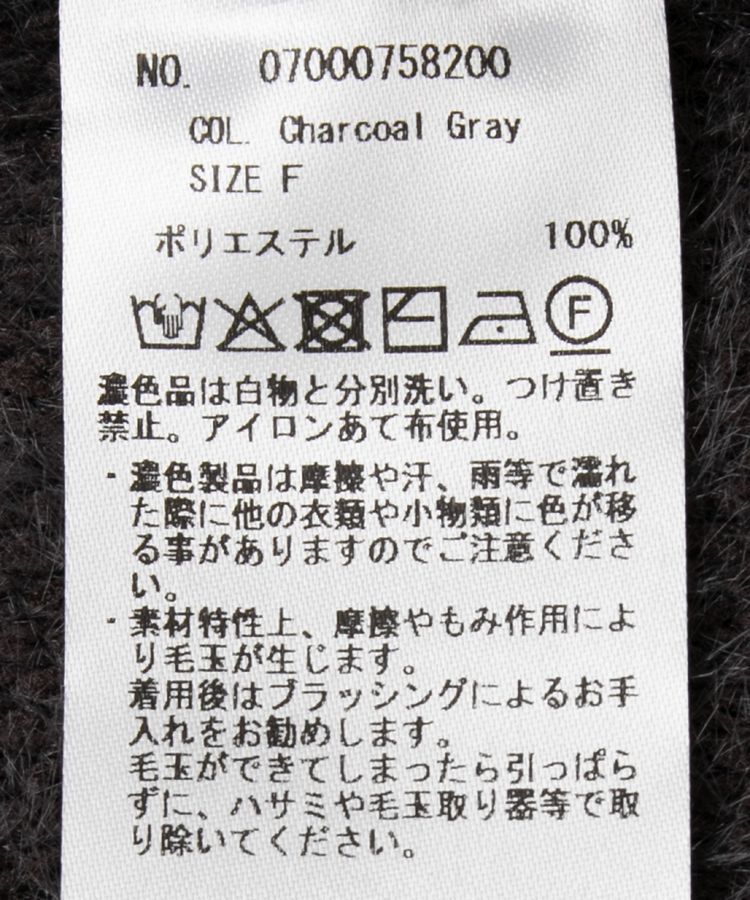 NO. 07000758200
COL. Charcoal Gray
SIZE F
ポリエステル 100%
F
濃色品は白物と分別洗い。つけ置き
禁止。アイロンあて布使用。
・濃色製品は摩擦や汗、雨等で濡れ
た際に他の衣類や小物類に色が移
る事がありますのでご注意くださ
い。
・素材特性上、摩擦やもみ作用によ
り毛玉が生じます。
着用後はブラッシングによるお手
入れをお勧めします。
毛玉ができてしまったら引っぱら
ずに、ハサミや毛玉取り器等で取
り除いてください。